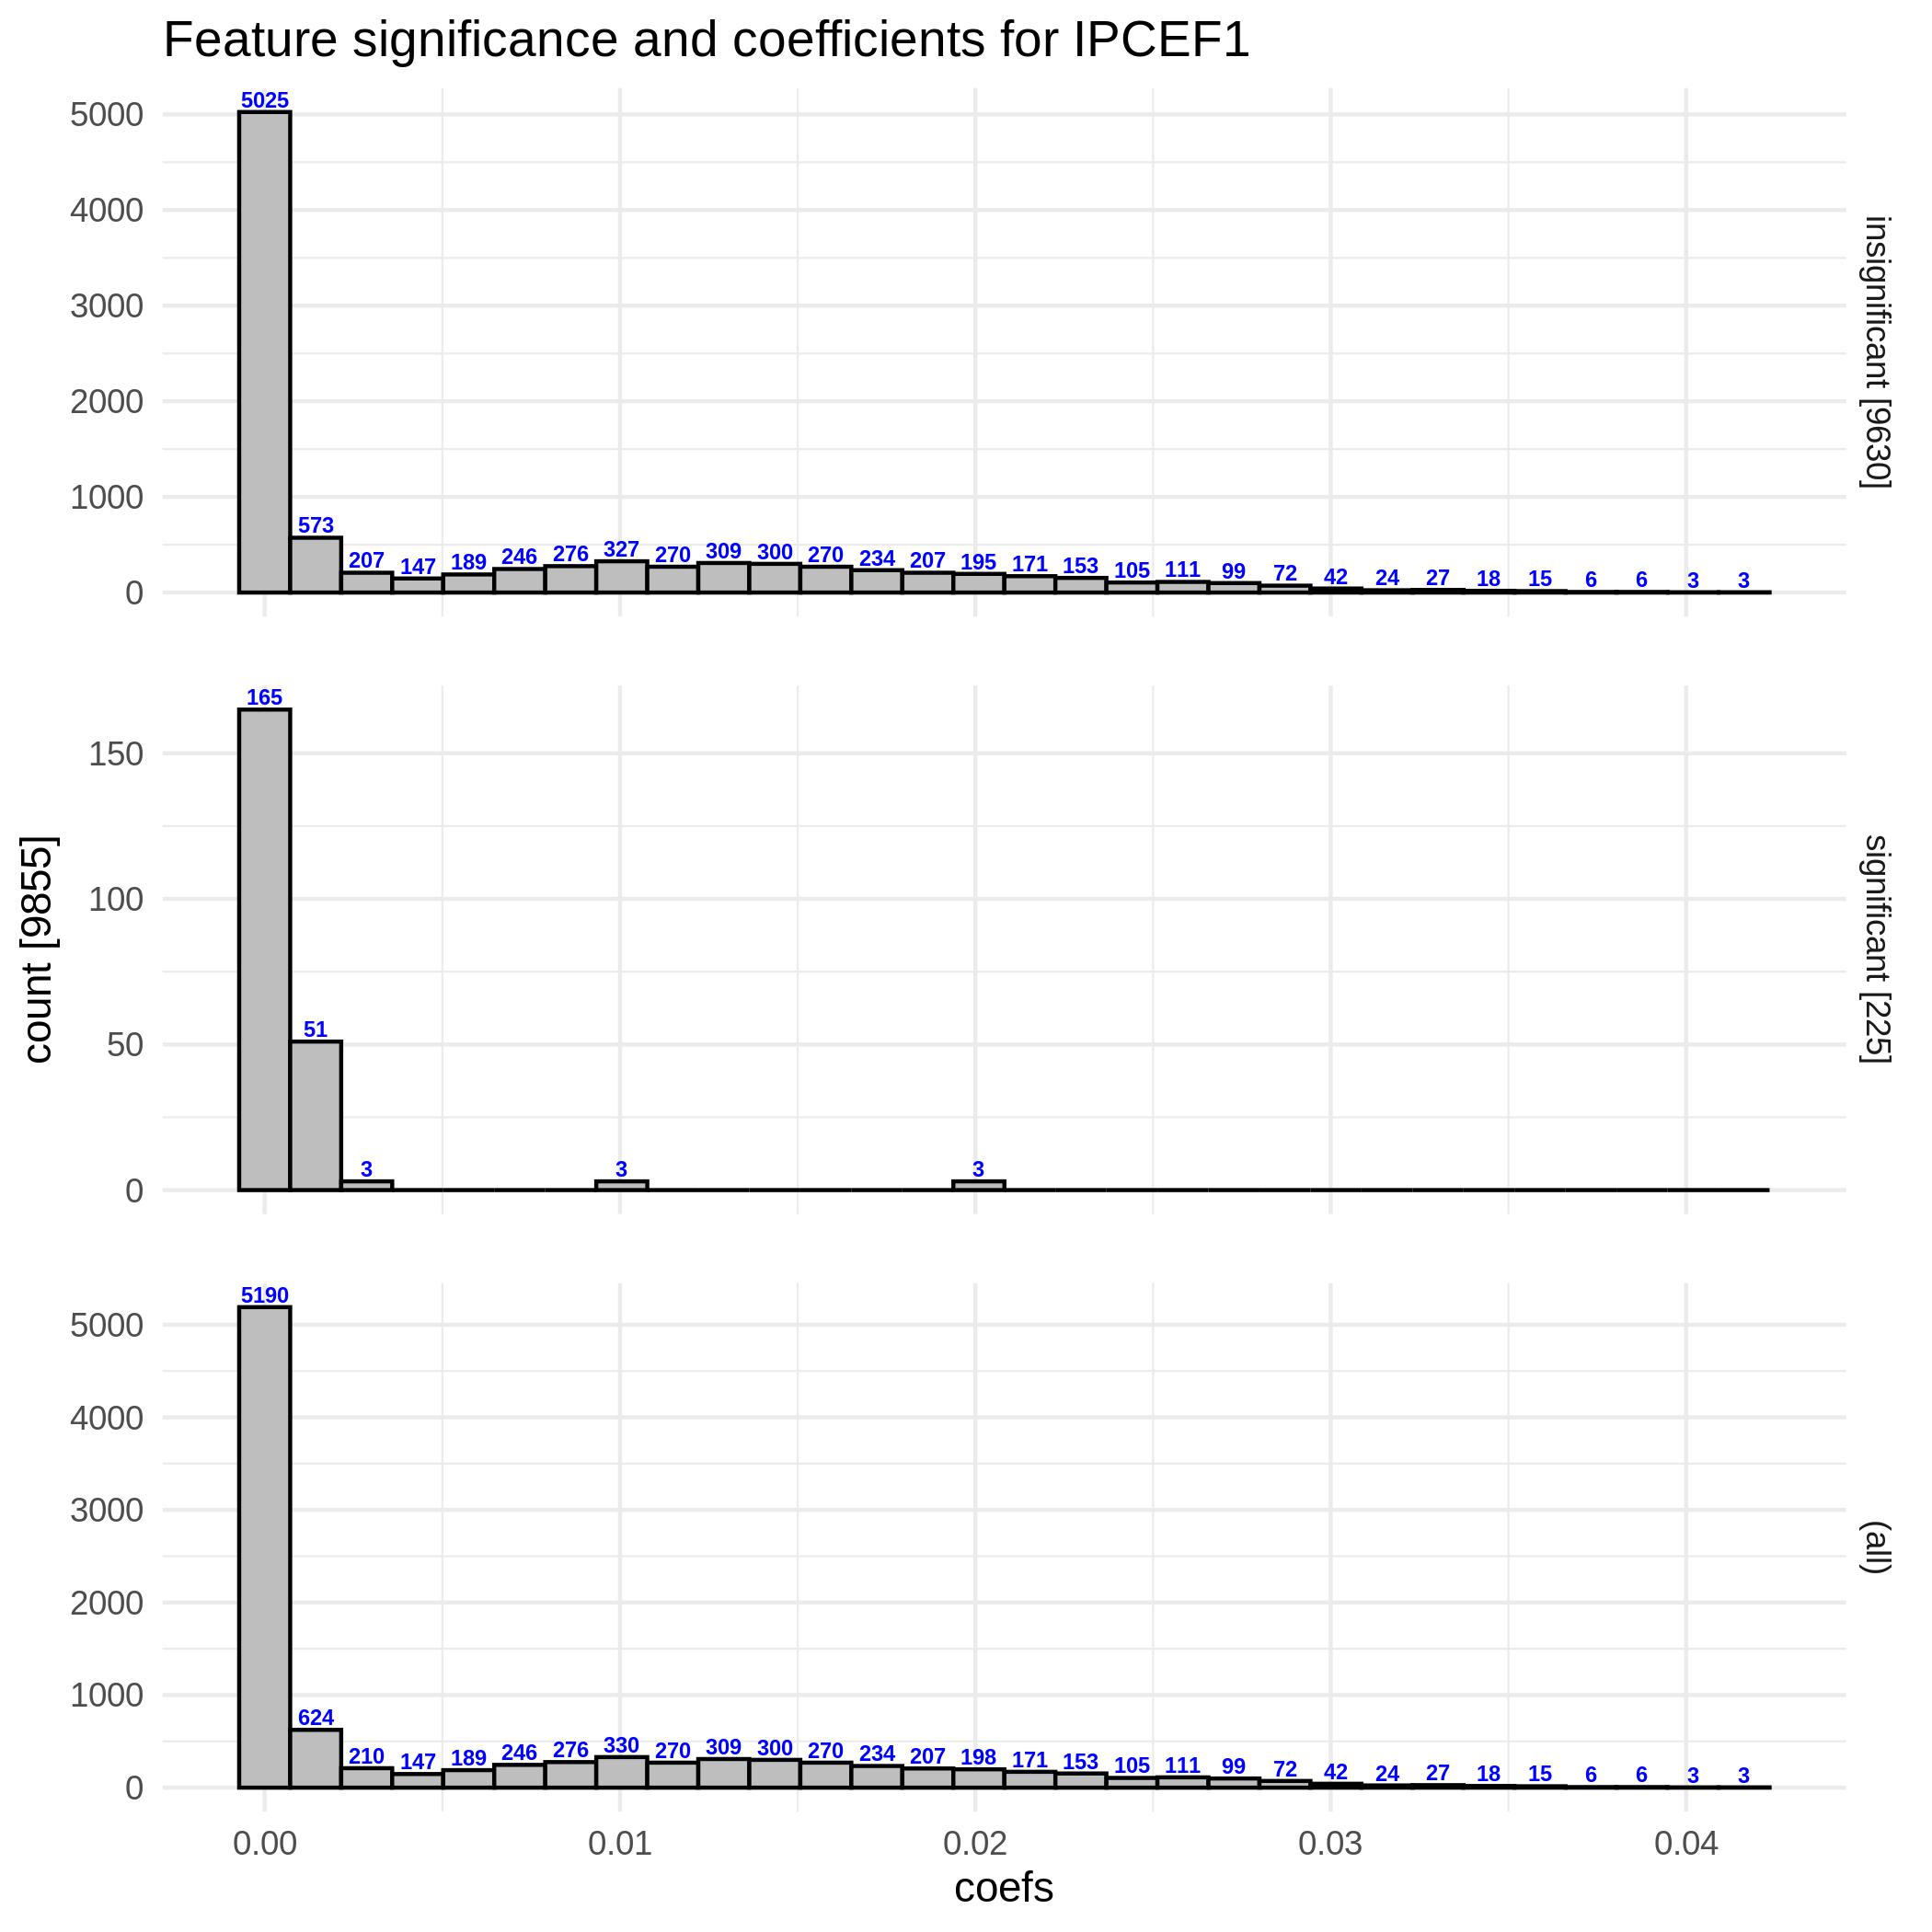 Feature significance and coefficients for IPCEF1
5025
5000
4000
3000
2000
1000
0
573
207 147 189 246 276 327 270 309 300 270 234 207 195 171 153 105 111 99 72 42 24 27 18 15 6 6 3 3
insignificant [9630]
165
150
100
50
0
51
3 3 3
significant [225]
count [9855]
5190
5000
4000
3000
2000
1000
0
624
210 147 189 246 276 330 270 309 300 270 234 207 198 171 153 105 111 99 72 42 24 27 18 15 6 6 3 3
(all)
0.00 0.01 0.02 0.03 0.04
coefs